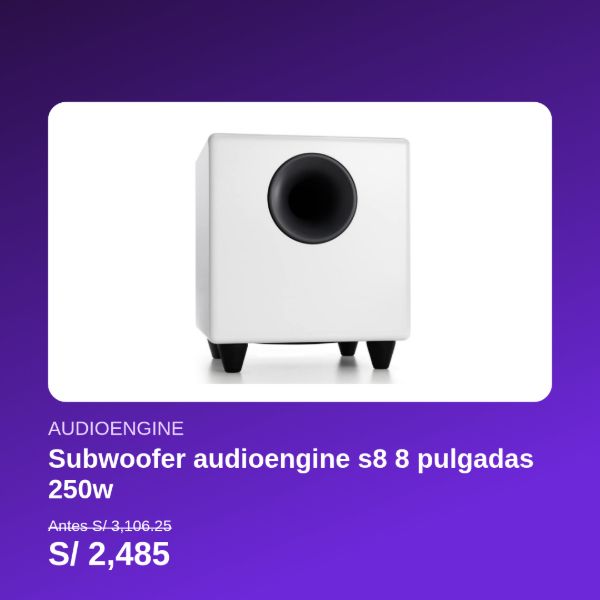 AUDIOENGINE
Subwoofer audioengine s8 8 pulgadas
250w
Antes S/ 3,106.25
S/ 2,485